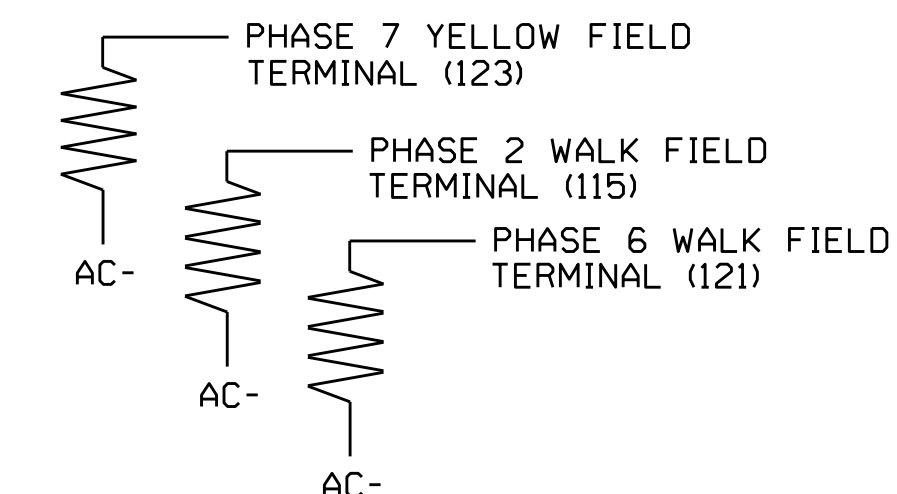 PHASE 7 YELLOW FIELD
TERMINAL (123)
PHASE 2 WALK FIELD
TERMINAL (115)
PHASE 6 WALK FIELD
TERMINAL (121)
AC-
AC-
AC-